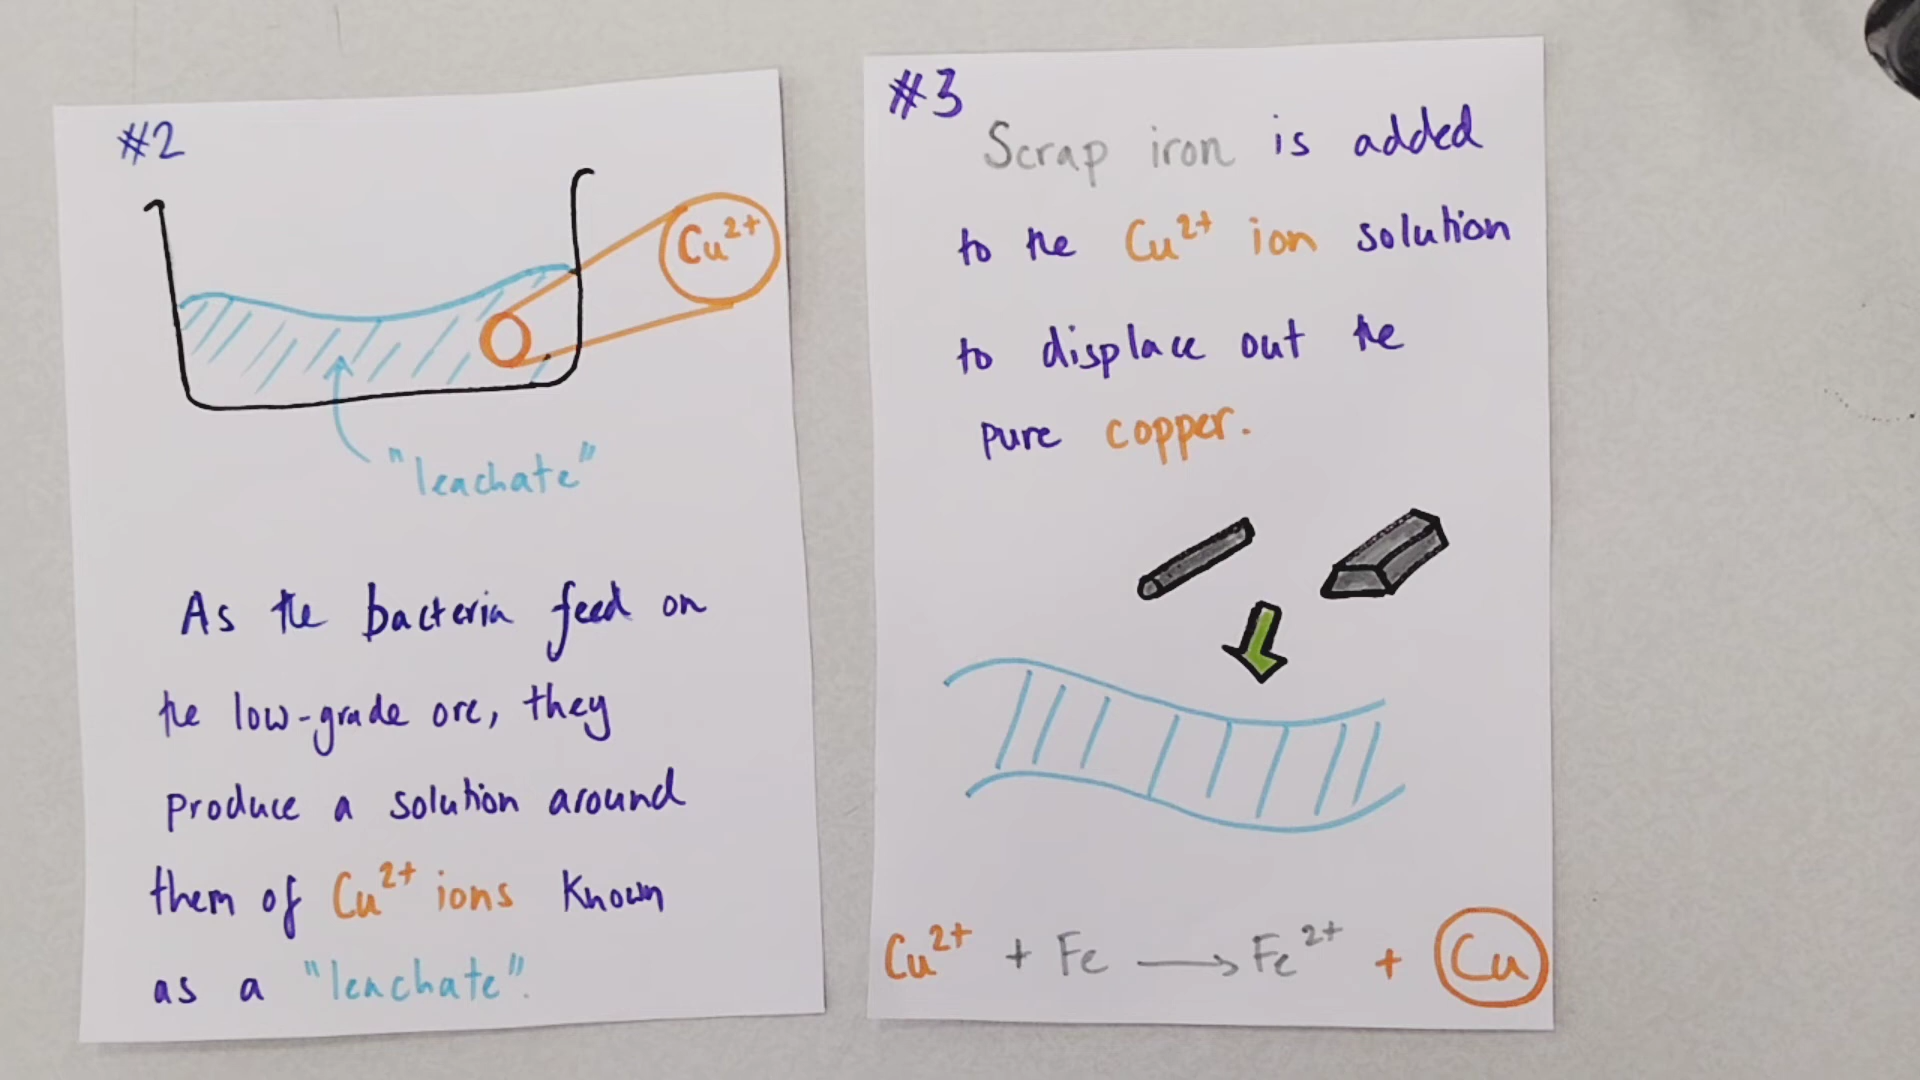 #2
Cu²⁺
"leachate"
As the bacteria feed on
the low-grade ore, they
produce a solution around
them of Cu²⁺ ions known
as a "leachate".
#3
Scrap iron is added
to the Cu²⁺ ion solution
to displace out the
pure copper.
Cu²⁺ + Fe ⟶ Fe²⁺ + Cu